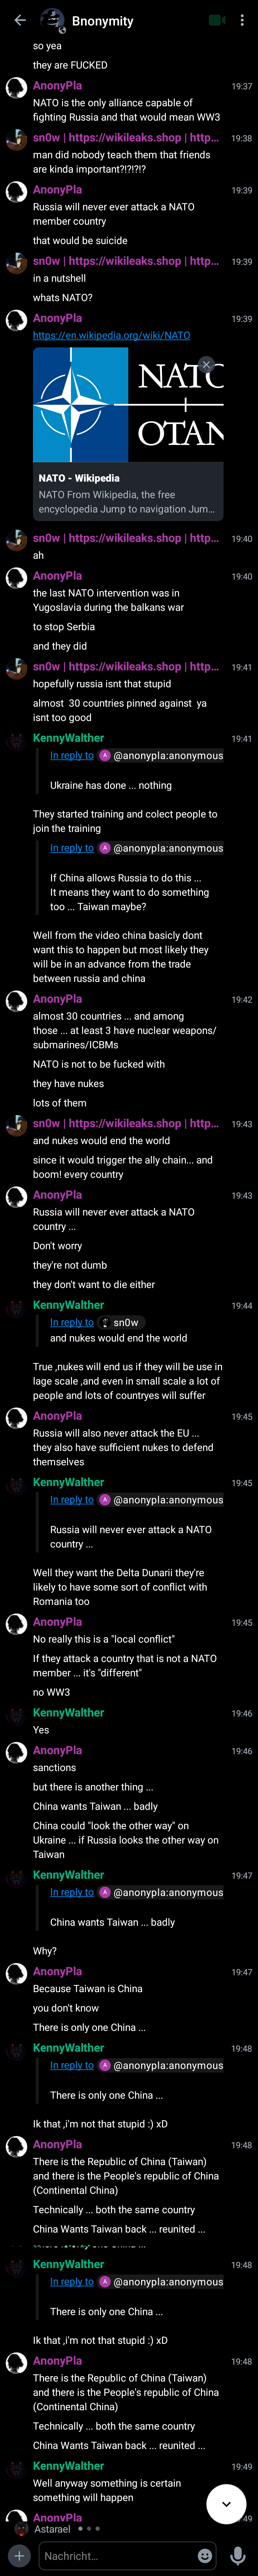 Bnonymity
so yea
they are FUCKED
AnonyPla
19:37
NATO is the only alliance capable of
fighting Russia and that would mean WW3
sn0w | https://wikileaks.shop | http...
19:38
man did nobody teach them that friends
are kinda important?!?!?!?
AnonyPla
19:39
Russia will never ever attack a NATO
member country
that would be suicide
sn0w | https://wikileaks.shop | http...
19:39
in a nutshell
whats NATO?
AnonyPla
19:39
https://en.wikipedia.org/wiki/NATO
NATO
OTAN
NATO - Wikipedia
NATO From Wikipedia, the free
encyclopedia Jump to navigation Jum...
sn0w | https://wikileaks.shop | http...
19:40
ah
AnonyPla
19:40
the last NATO intervention was in
Yugoslavia during the balkans war
to stop Serbia
and they did
sn0w | https://wikileaks.shop | http...
19:41
hopefully russia isnt that stupid
almost 30 countries pinned against ya
isnt too good
KennyWalther
19:41
In reply to A @anonypla:anonymous
Ukraine has done ... nothing
They started training and colect people to
join the training
In reply to A @anonypla:anonymous
If China allows Russia to do this ...
It means they want to do something
too ... Taiwan maybe?
Well from the video china basicly dont
want this to happen but most likely they
will be in an advance from the trade
between russia and china
AnonyPla
19:42
almost 30 countries ... and among
those ... at least 3 have nuclear weapons/
submarines/ICBMs
NATO is not to be fucked with
they have nukes
lots of them
sn0w | https://wikileaks.shop | http...
19:43
and nukes would end the world
since it would trigger the ally chain... and
boom! every country
AnonyPla
19:43
Russia will never ever attack a NATO
country ...
Don't worry
they're not dumb
they don't want to die either
KennyWalther
19:44
In reply to sn0w
and nukes would end the world
True ,nukes will end us if they will be use in
lage scale ,and even in small scale a lot of
people and lots of countryes will suffer
AnonyPla
19:45
Russia will also never attack the EU ...
they also have sufficient nukes to defend
themselves
KennyWalther
19:45
In reply to A @anonypla:anonymous
Russia will never ever attack a NATO
country ...
Well they want the Delta Dunarii they're
likely to have some sort of conflict with
Romania too
AnonyPla
19:45
No really this is a "local conflict"
If they attack a country that is not a NATO
member ... it's "different"
no WW3
KennyWalther
19:46
Yes
AnonyPla
19:46
sanctions
but there is another thing ...
China wants Taiwan ... badly
China could "look the other way" on
Ukraine ... if Russia looks the other way on
Taiwan
KennyWalther
19:47
In reply to A @anonypla:anonymous
China wants Taiwan ... badly
Why?
AnonyPla
19:47
Because Taiwan is China
you don't know
There is only one China ...
KennyWalther
19:48
In reply to A @anonypla:anonymous
There is only one China ...
Ik that ,i'm not that stupid :) xD
AnonyPla
19:48
There is the Republic of China (Taiwan)
and there is the People's republic of China
(Continental China)
Technically ... both the same country
China Wants Taiwan back ... reunited ...
KennyWalther
19:48
In reply to A @anonypla:anonymous
There is only one China ...
Ik that ,i'm not that stupid :) xD
AnonyPla
19:48
There is the Republic of China (Taiwan)
and there is the People's republic of China
(Continental China)
Technically ... both the same country
China Wants Taiwan back ... reunited ...
KennyWalther
19:49
Well anyway something is certain
something will happen
AnonyPla
Astarael
Nachricht...